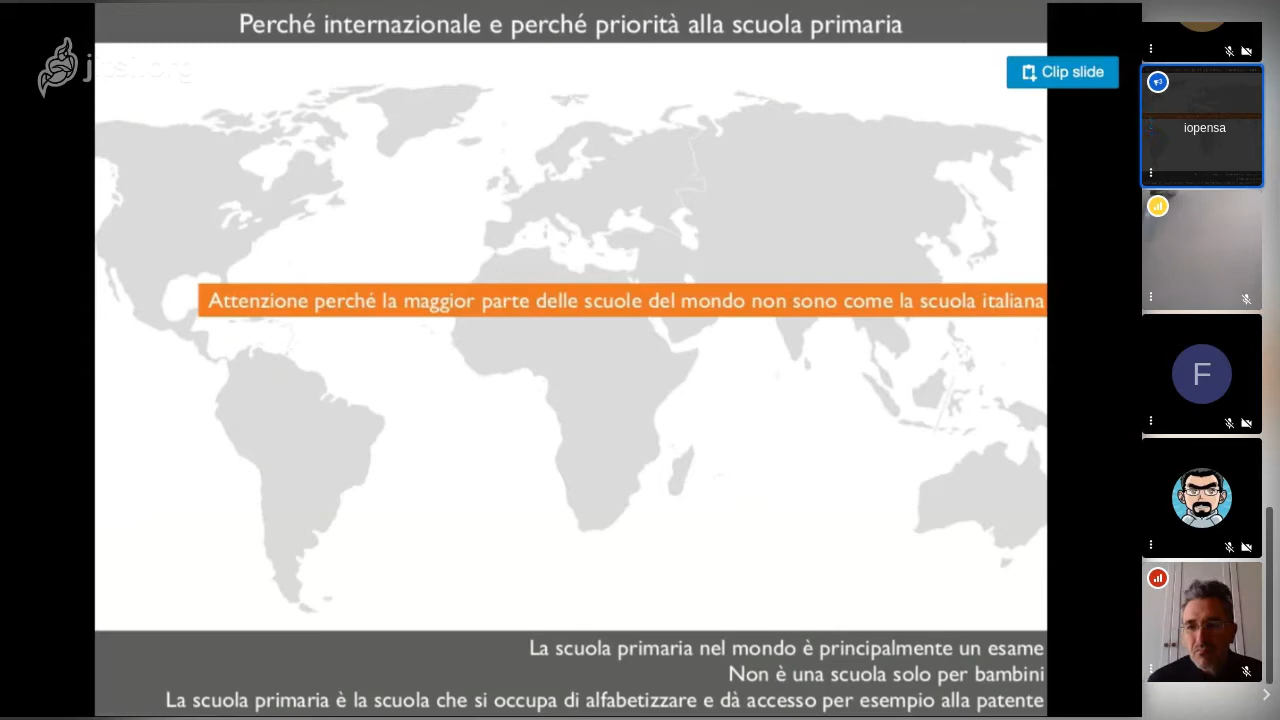 Perché internazionale e perché priorità alla scuola primaria
jitsi.org
Clip slide
iopensa
Attenzione perché la maggior parte delle scuole del mondo non sono come la scuola italiana
F
La scuola primaria nel mondo è principalmente un esame
Non è una scuola solo per bambini
La scuola primaria è la scuola che si occupa di alfabetizzare e dà accesso per esempio alla patente